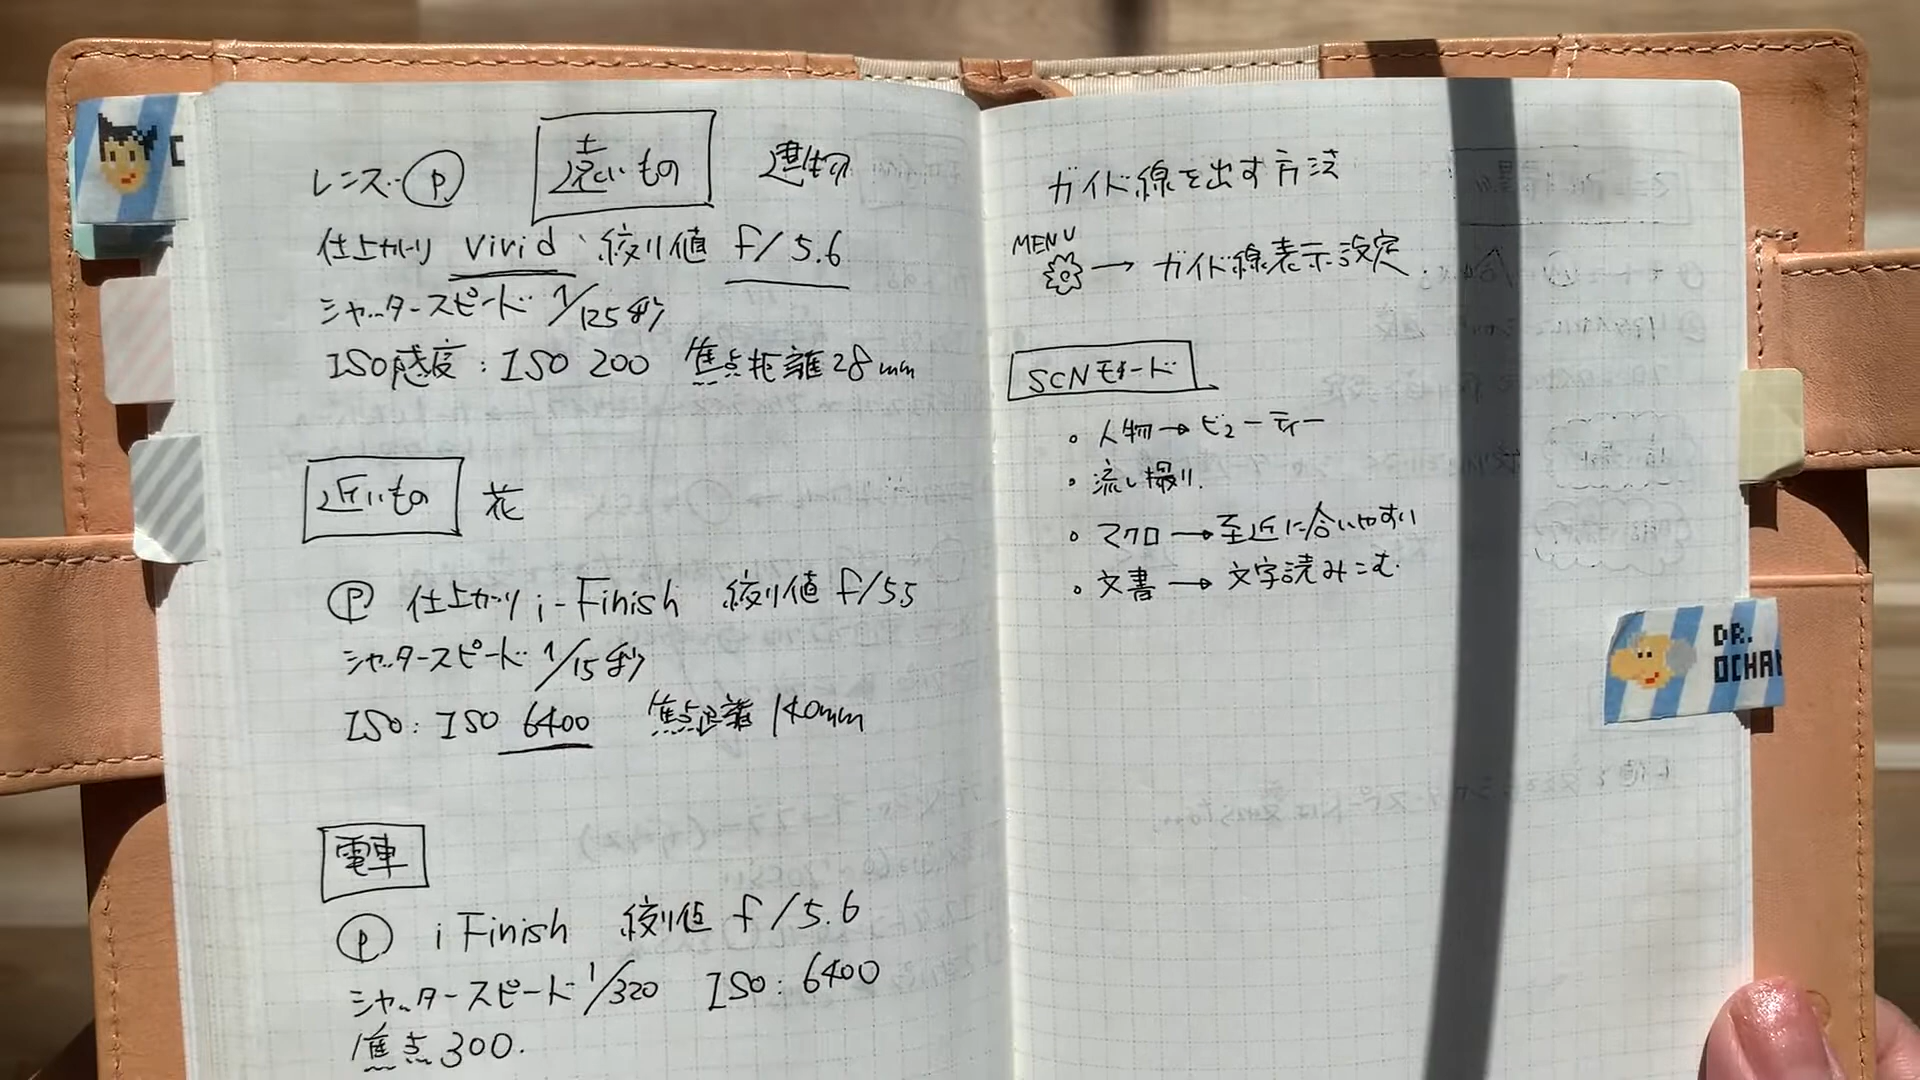 レンズ P
遠いもの 建物
仕上がり vivid 絞り値 f/5.6
シャッタースピード 1/125秒
ISO感度:ISO 200 焦点距離28mm
近いもの 花
P 仕上がり i-Finish 絞り値 f/5.5
シャッタースピード 1/15秒
ISO:ISO 6400 焦点距離 140mm
電車
P i Finish 絞り値 f/5.6
シャッタースピード 1/320 ISO:6400
焦点300.
ガイド線を出す方法
MENU
→ ガイド線表示設定.
SCNモード
・人物→ビューティー
・流し撮り.
・マクロ→至近に合いやすい
・文書→文字読みこむ.
DR.
OCHAN